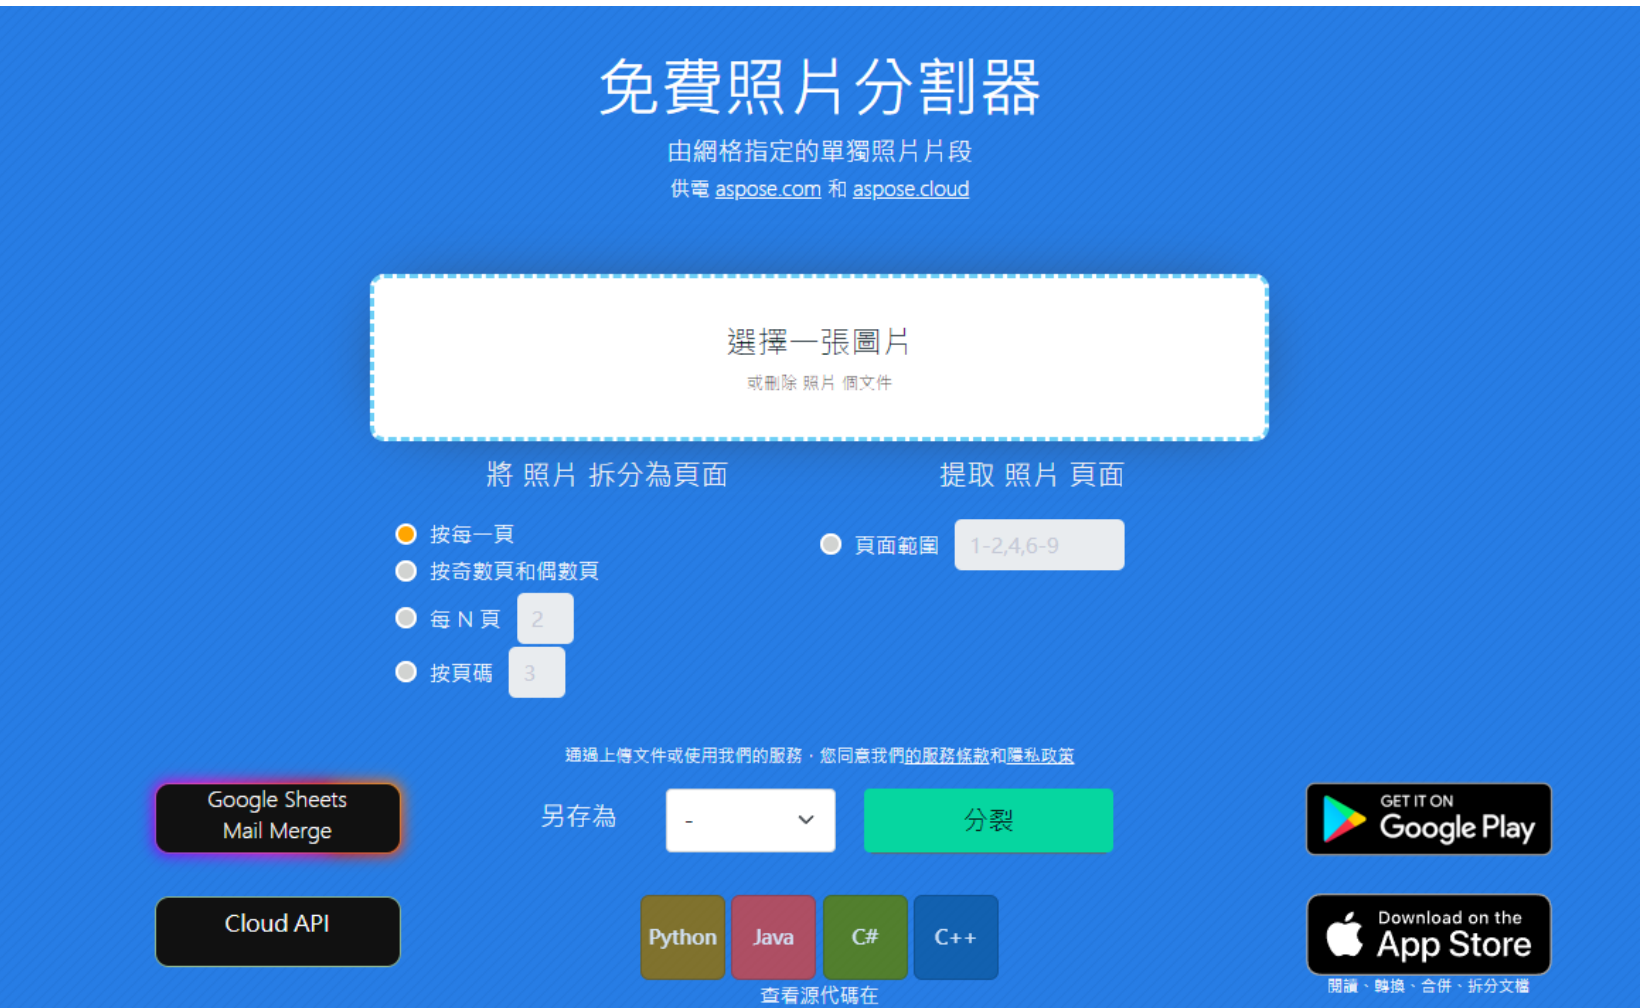 免費照片分割器
由網格指定的單獨照片片段
供電 aspose.com 和 aspose.cloud
選擇一張圖片
或刪除 照片 個文件
將 照片 拆分為頁面
按每一頁
按奇數頁和偶數頁
每 N 頁 2
按頁碼 3
提取 照片 頁面
頁面範圍 1-2,4,6-9
通過上傳文件或使用我們的服務，您同意我們的服務條款和隱私政策
Google Sheets
Mail Merge
另存為 - 分裂
GET IT ON
Google Play
Cloud API
Python Java C# C++
查看源代碼在
Download on the
App Store
閱讀、轉換、合併、拆分文檔